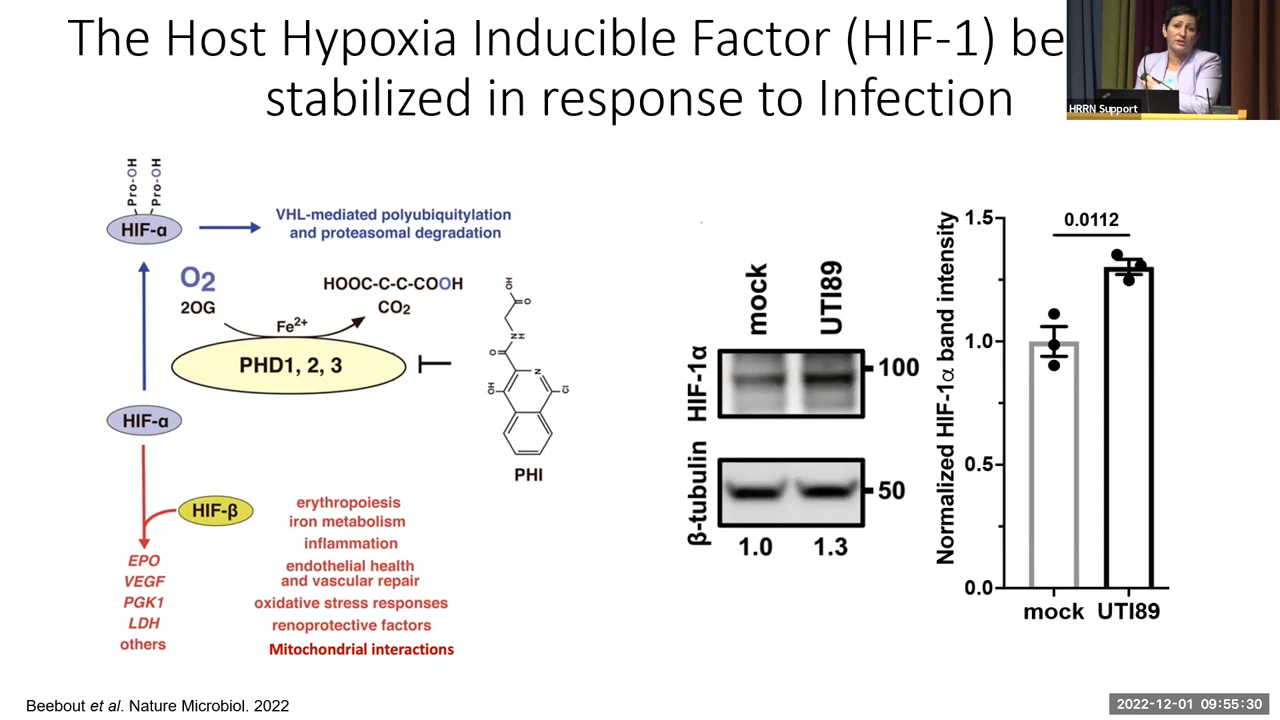 The Host Hypoxia Inducible Factor (HIF-1) be
stabilized in response to Infection
HRRN Support
Pro-OH
Pro-OH
HIF-α
VHL-mediated polyubiquitylation
and proteasomal degradation
O2
2OG
Fe2+
HOOC-C-C-COOH
CO2
PHD1, 2, 3
OH
O
NH
O
N
OH
Cl
PHI
HIF-α
HIF-β
EPO
VEGF
PGK1
LDH
others
erythropoiesis
iron metabolism
inflammation
endothelial health
and vascular repair
oxidative stress responses
renoprotective factors
Mitochondrial interactions
mock
UTI89
HIF-1α
100
β-tubulin
50
1.0
1.3
Normalized HIF-1α band intensity
1.5
1.0
0.5
0.0
0.0112
mock
UTI89
Beebout et al. Nature Microbiol. 2022
2022-12-01 09:55:30